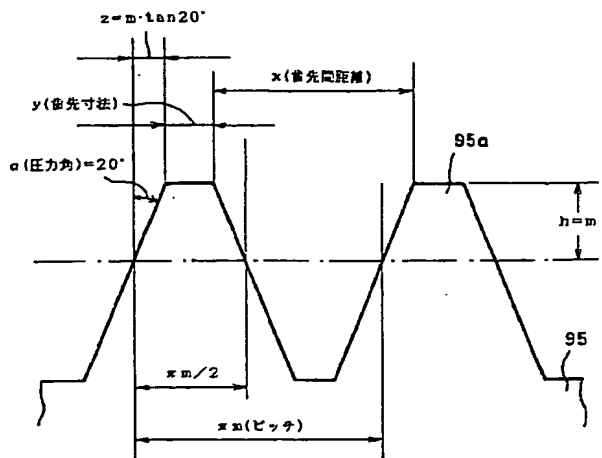 z=m·tan20°
x(歯先間距離)
y(歯先寸法)
α(圧力角)=20°
95a
h=m
95
πm/2
πm(ピッチ)